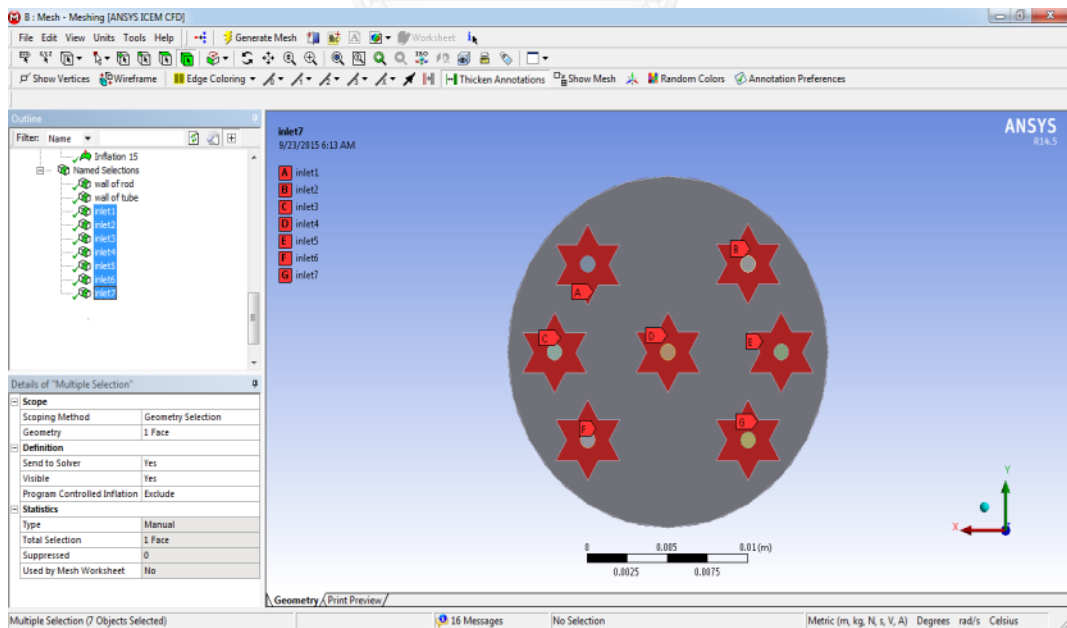 B : Mesh - Meshing [ANSYS ICEM CFD]
File Edit View Units Tools Help Generate Mesh Worksheet
Show Vertices Wireframe Edge Coloring Thicken Annotations Show Mesh Random Colors Annotation Preferences
Outline
Filter: Name
Inflation 15
Named Selections
wall of rod
wall of tube
inlet1
inlet2
inlet3
inlet4
inlet5
inlet6
inlet7
Details of "Multiple Selection"
Scope
Scoping Method Geometry Selection
Geometry 1 Face
Definition
Send to Solver Yes
Visible Yes
Program Controlled Inflation Exclude
Statistics
Type Manual
Total Selection 1 Face
Suppressed 0
Used by Mesh Worksheet No
inlet7
9/23/2015 6:13 AM
A inlet1
B inlet2
C inlet3
D inlet4
E inlet5
F inlet6
G inlet7
ANSYS
R14.5
B
A
C D E
F G
0 0.005 0.01 (m)
0.0025 0.0075
Y
X
Geometry Print Preview
Multiple Selection (7 Objects Selected) 16 Messages No Selection Metric (m, kg, N, s, V, A) Degrees rad/s Celsius